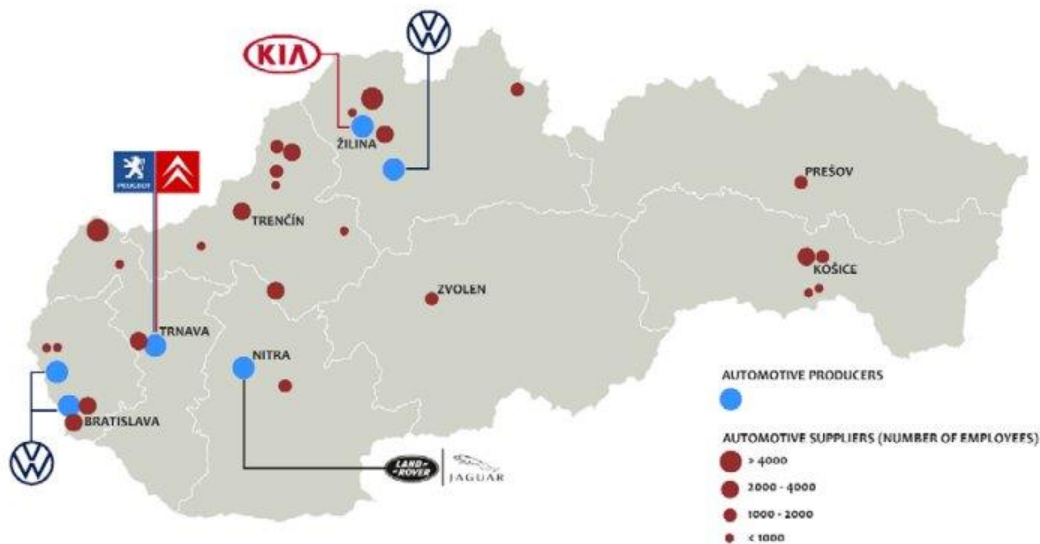 KIA
ŽILINA
PEUGEOT
PREŠOV
TRENČÍN
KOŠICE
ZVOLEN
TRNAVA
NITRA
BRATISLAVA
LAND-
ROVER
JAGUAR
AUTOMOTIVE PRODUCERS
AUTOMOTIVE SUPPLIERS (NUMBER OF EMPLOYEES)
> 4000
2000 - 4000
1000 - 2000
< 1000